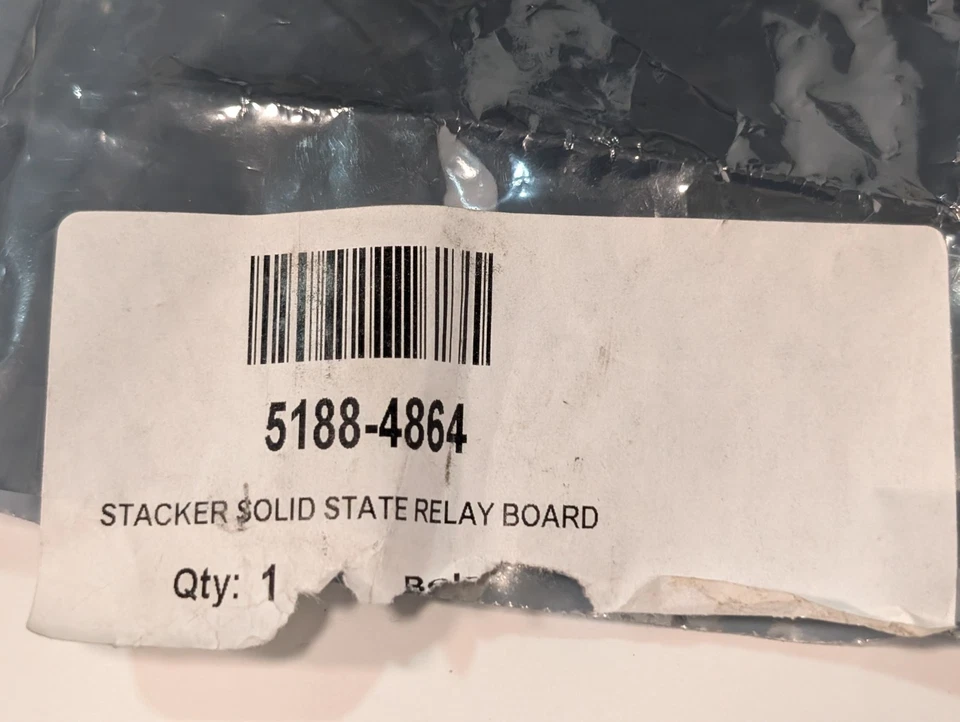 5188-4864
STACKER SOLID STATE RELAY BOARD
Qty: 1